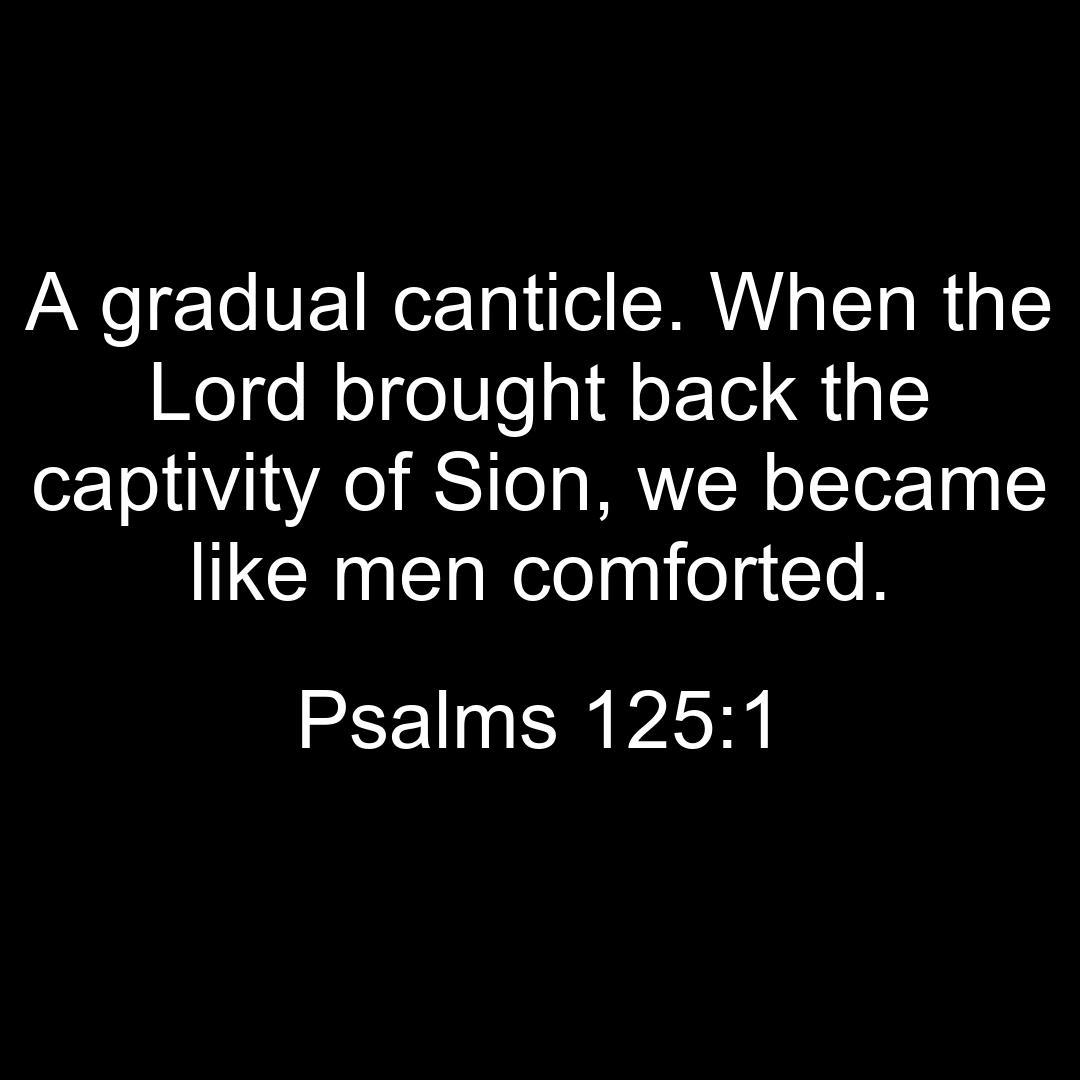 A gradual canticle. When the
Lord brought back the
captivity of Sion, we became
like men comforted.
Psalms 125:1